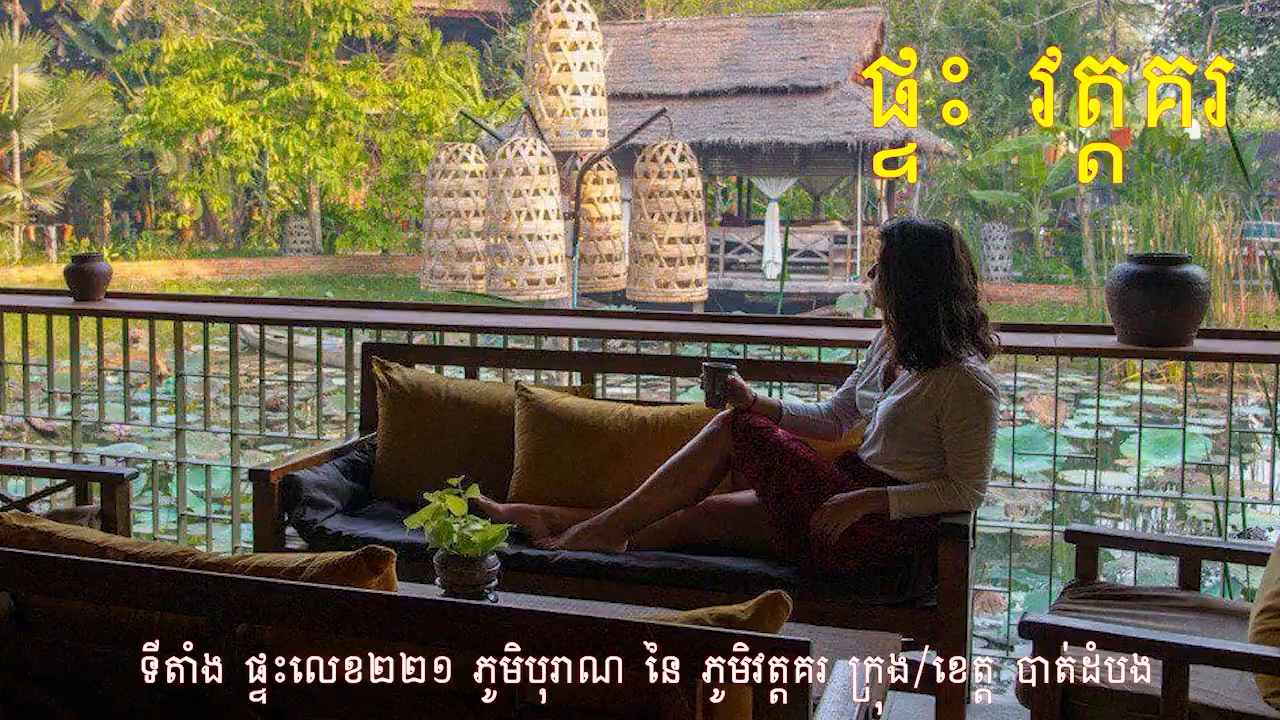 ផ្ទះ វត្តគរ
ទីតាំង ផ្ទះលេខ២២១ ភូមិបុរាណ នៃ ភូមិវត្តគរ ក្រុង/ខេត្ត បាត់ដំបង